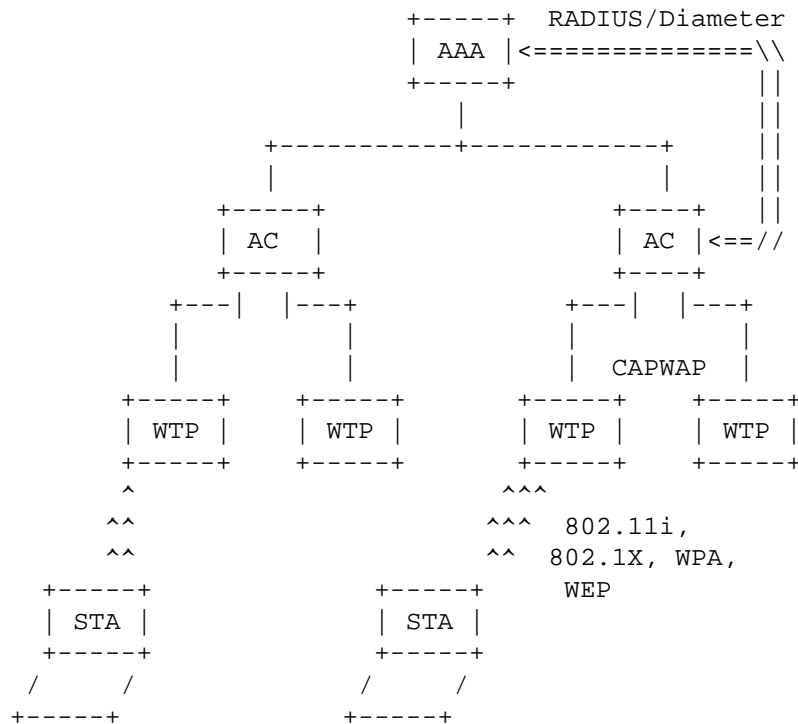 RADIUS/Diameter
AAA
AC AC
CAPWAP
WTP WTP WTP WTP
802.11i,
802.1X, WPA,
WEP
STA STA